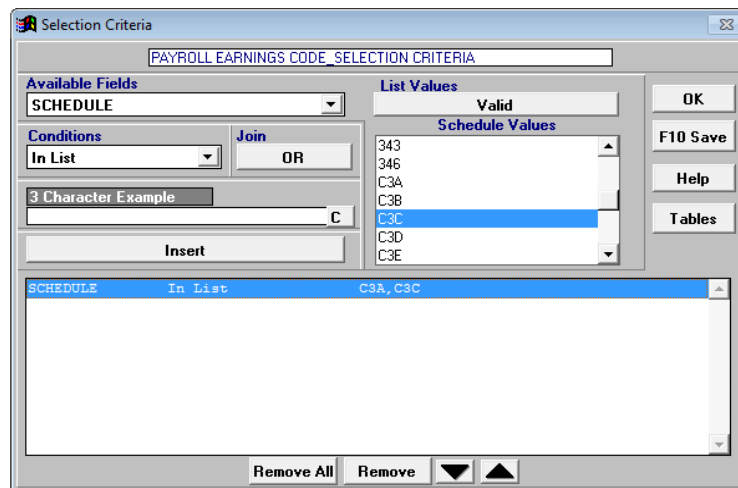 Selection Criteria
PAYROLL EARNINGS CODE_SELECTION CRITERIA
Available Fields
SCHEDULE
List Values
Valid
OK
Conditions
In List
Join
OR
Schedule Values
343
346
C3A
C3B
C3C
C3D
C3E
F10 Save
Help
Tables
3 Character Example
C
Insert
SCHEDULE In List C3A,C3C
Remove All Remove